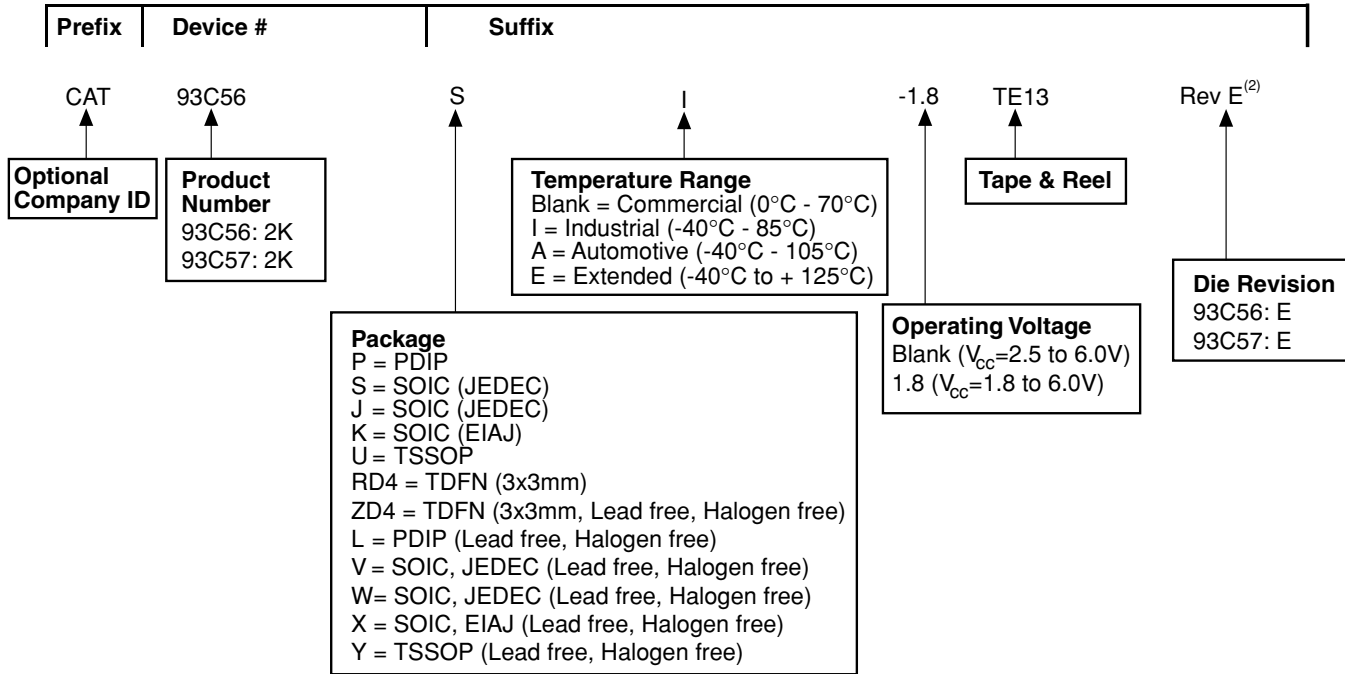 Prefix Device # Suffix
CAT 93C56 S I -1.8 TE13 Rev E(2)
Optional
Company ID
Product
Number
93C56: 2K
93C57: 2K
Temperature Range
Blank = Commercial (0°C - 70°C)
I = Industrial (-40°C - 85°C)
A = Automotive (-40°C - 105°C)
E = Extended (-40°C to + 125°C)
Tape & Reel
Die Revision
93C56: E
93C57: E
Operating Voltage
Blank (Vcc=2.5 to 6.0V)
1.8 (Vcc=1.8 to 6.0V)
Package
P = PDIP
S = SOIC (JEDEC)
J = SOIC (JEDEC)
K = SOIC (EIAJ)
U = TSSOP
RD4 = TDFN (3x3mm)
ZD4 = TDFN (3x3mm, Lead free, Halogen free)
L = PDIP (Lead free, Halogen free)
V = SOIC, JEDEC (Lead free, Halogen free)
W= SOIC, JEDEC (Lead free, Halogen free)
X = SOIC, EIAJ (Lead free, Halogen free)
Y = TSSOP (Lead free, Halogen free)